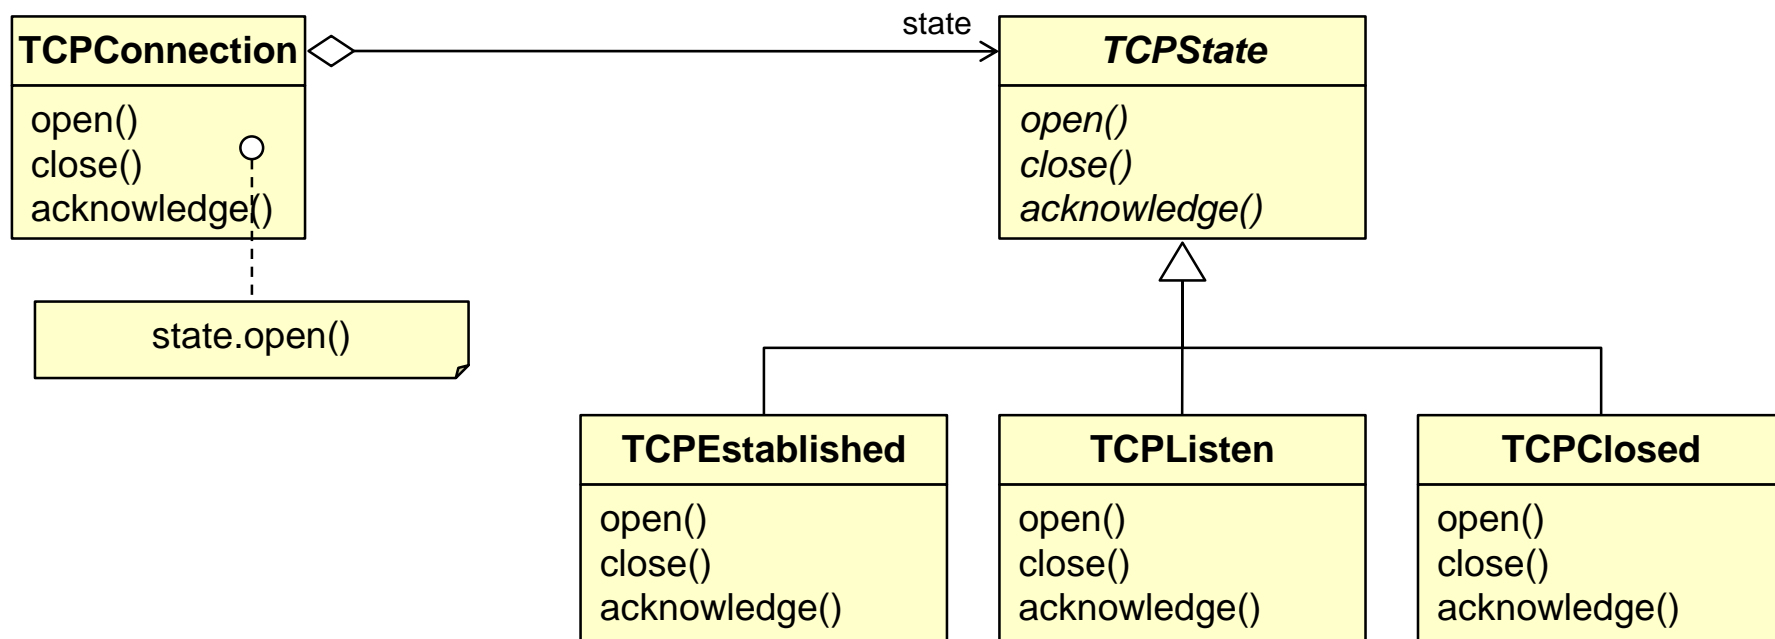 state
TCPConnection
open()
close()
acknowledge()
state.open()
TCPState
open()
close()
acknowledge()
TCPEstablished
open()
close()
acknowledge()
TCPListen
open()
close()
acknowledge()
TCPClosed
open()
close()
acknowledge()